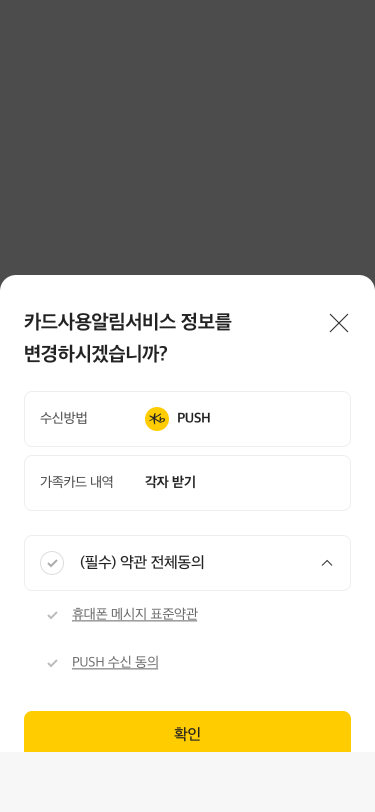 카드사용알림서비스 정보를
변경하시겠습니까?
수신방법 PUSH
가족카드 내역 각자 받기
(필수) 약관 전체동의
휴대폰 메시지 표준약관
PUSH 수신 동의
확인